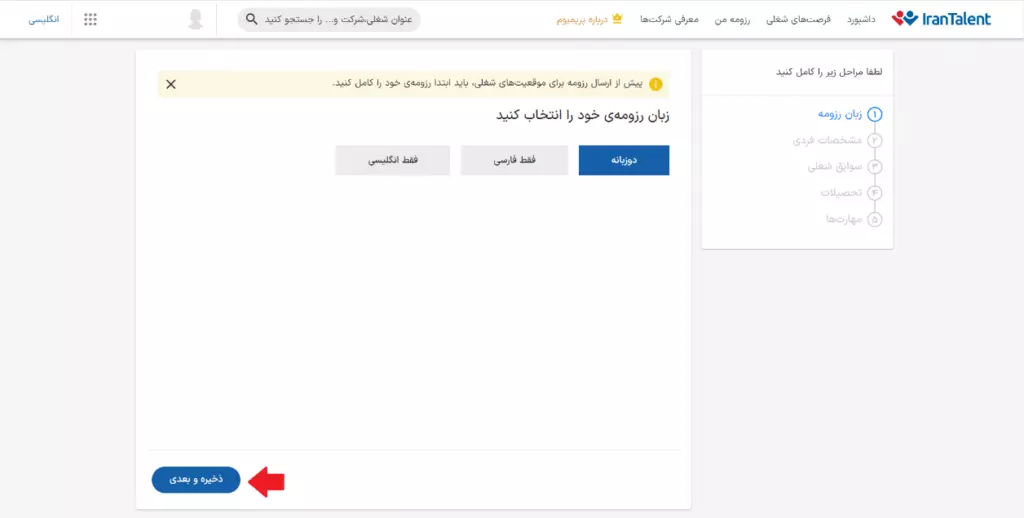 IranTalent
داشبورد
فرصت‌های شغلی
رزومه من
معرفی شرکت‌ها
درباره پریمیوم
عنوان شغلی،شرکت و... را جستجو کنید
انگلیسی
لطفا مراحل زیر را کامل کنید
۱ زبان رزومه
۲ مشخصات فردی
۳ سوابق شغلی
۴ تحصیلات
۵ مهارت‌ها
پیش از ارسال رزومه برای موقعیت‌های شغلی، باید ابتدا رزومه‌ی خود را کامل کنید.
زبان رزومه‌ی خود را انتخاب کنید
دوزبانه
فقط فارسی
فقط انگلیسی
ذخیره و بعدی